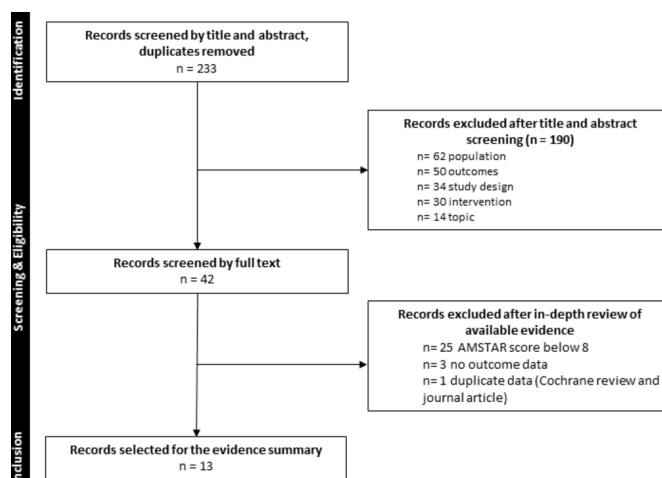 Identification
Records screened by title and abstract,
duplicates removed
n = 233
Records excluded after title and abstract
screening (n = 190)
n= 62 population
n= 50 outcomes
n= 34 study design
n= 30 intervention
n= 14 topic
Screening & Eligibility
Records screened by full text
n = 42
Records excluded after in-depth review of
available evidence
n= 25 AMSTAR score below 8
n= 3 no outcome data
n= 1 duplicate data (Cochrane review and
journal article)
nclusion
Records selected for the evidence summary
n = 13